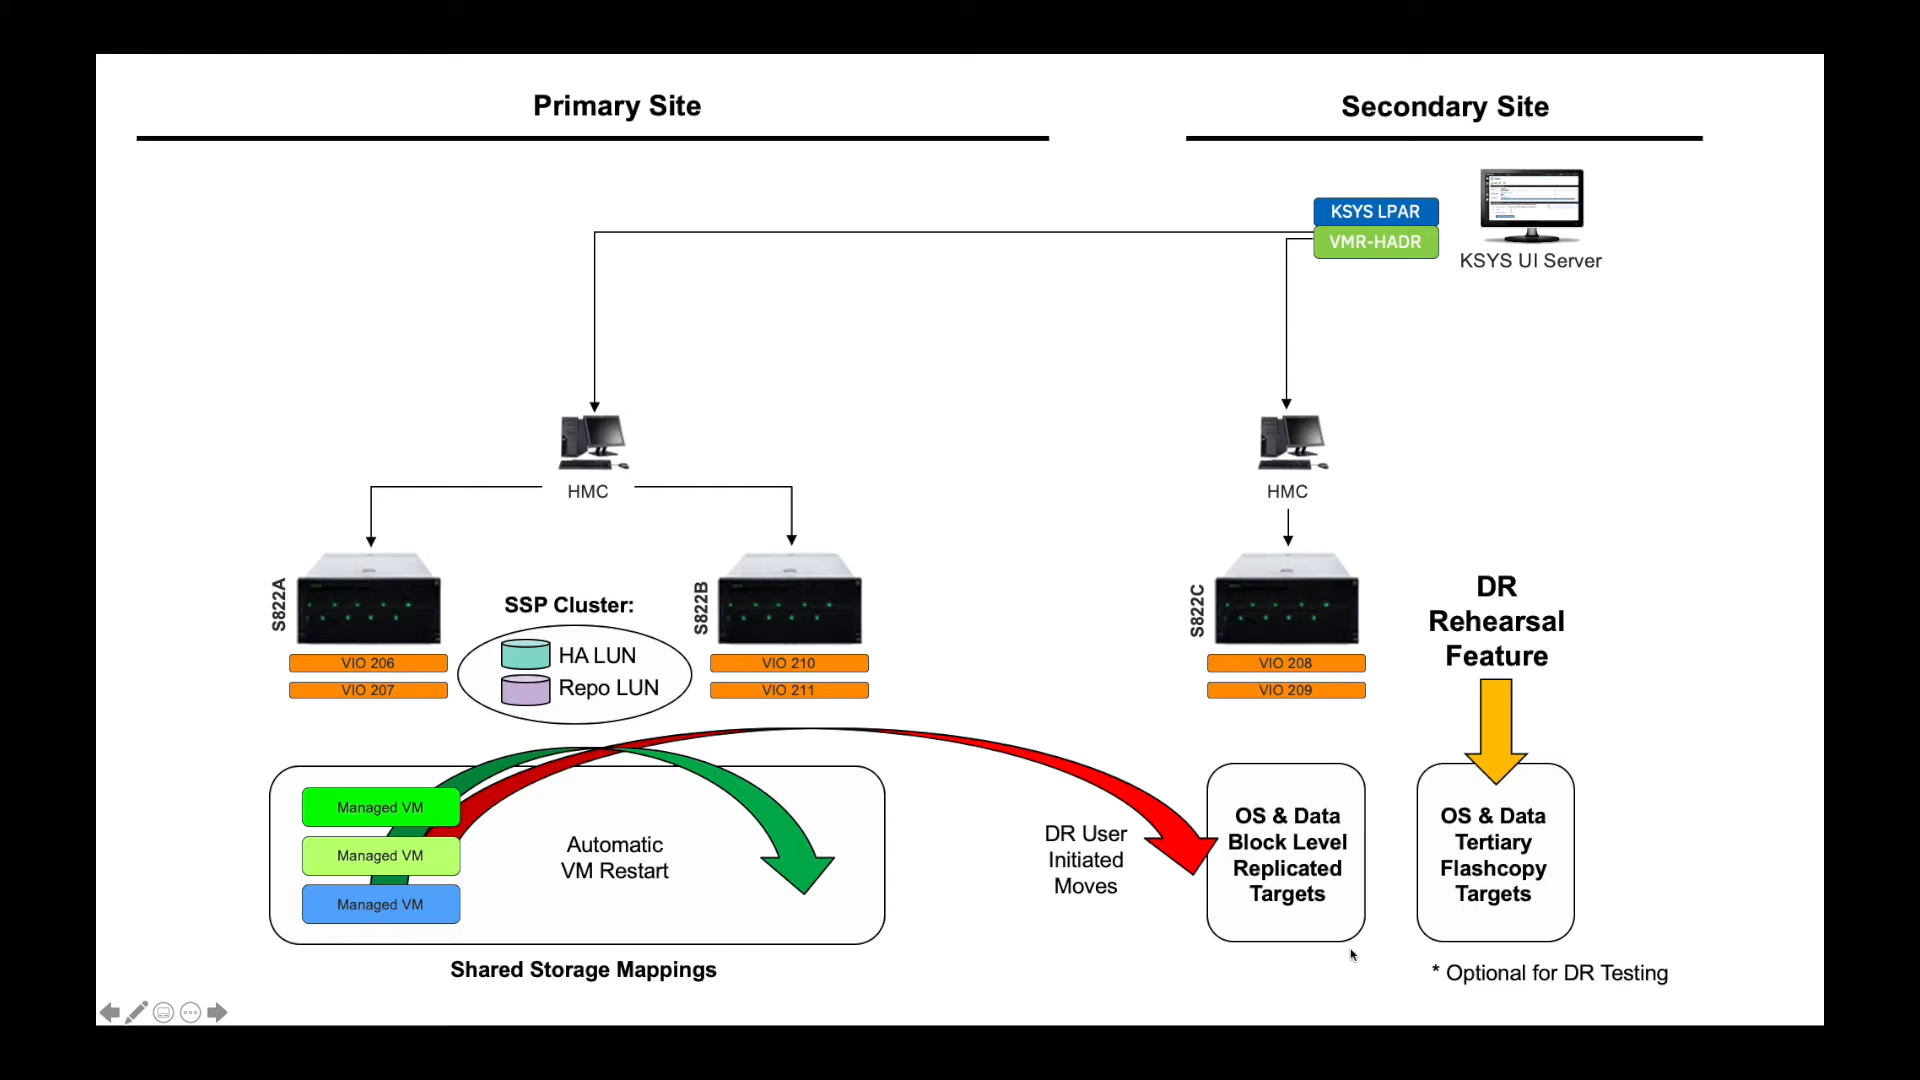 Primary Site
Secondary Site
KSYS LPAR
VMR-HADR
KSYS UI Server
HMC
HMC
S822A
SSP Cluster:
HA LUN
Repo LUN
S822B
S822C
DR
Rehearsal
Feature
VIO 206
VIO 207
VIO 210
VIO 211
VIO 208
VIO 209
Managed VM
Managed VM
Managed VM
Automatic
VM Restart
DR User
Initiated
Moves
OS & Data
Block Level
Replicated
Targets
OS & Data
Tertiary
Flashcopy
Targets
Shared Storage Mappings
* Optional for DR Testing